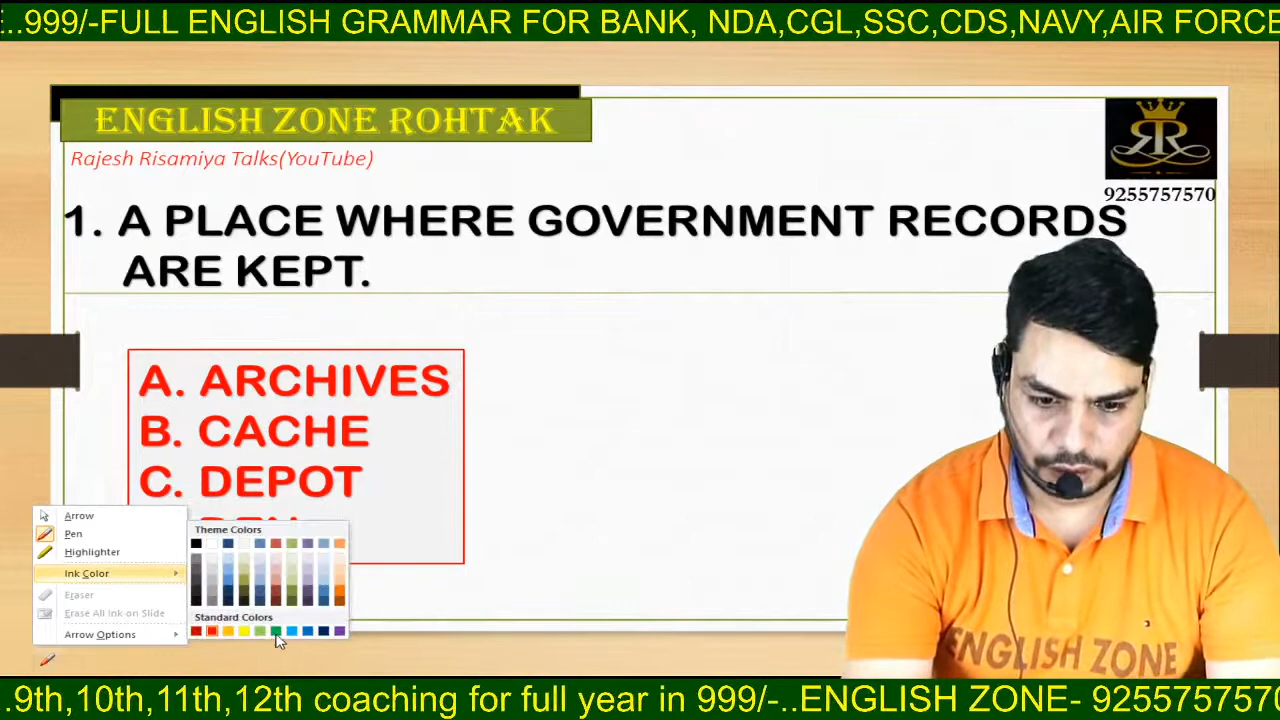 E..999/-FULL ENGLISH GRAMMAR FOR BANK, NDA,CGL,SSC,CDS,NAVY,AIR FORCE
ENGLISH ZONE ROHTAK
Rajesh Risamiya Talks(YouTube)
RR
9255757570
1. A PLACE WHERE GOVERNMENT RECORDS
ARE KEPT.
A. ARCHIVES
B. CACHE
C. DEPOT
Arrow
Pen
Highlighter
Ink Color
Eraser
Erase All Ink on Slide
Arrow Options
Theme Colors
Standard Colors
ENGLISH ZONE
..9th,10th,11th,12th coaching for full year in 999/-..ENGLISH ZONE- 9255757570